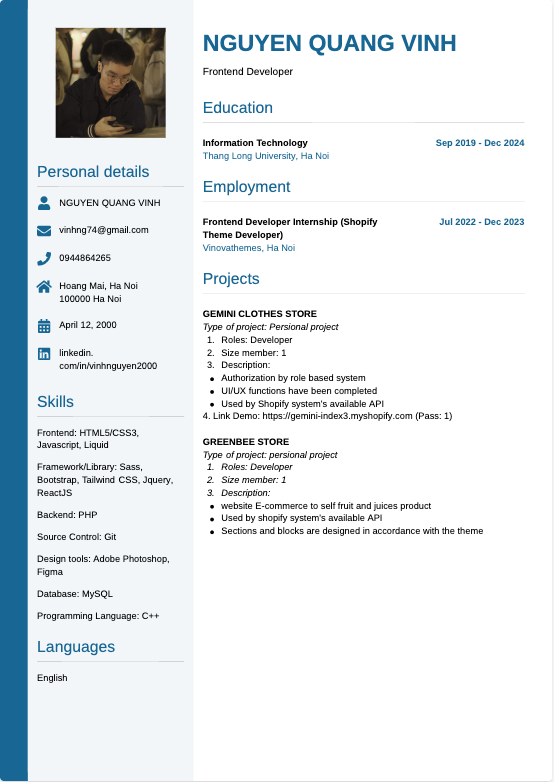 NGUYEN QUANG VINH
Frontend Developer
Personal details
NGUYEN QUANG VINH
vinhng74@gmail.com
0944864265
Hoang Mai, Ha Noi
100000 Ha Noi
April 12, 2000
linkedin.
com/in/vinhnguyen2000
Skills
Frontend: HTML5/CSS3,
Javascript, Liquid
Framework/Library: Sass,
Bootstrap, Tailwind CSS, Jquery,
ReactJS
Backend: PHP
Source Control: Git
Design tools: Adobe Photoshop,
Figma
Database: MySQL
Programming Language: C++
Languages
English
Education
Information Technology Sep 2019 - Dec 2024
Thang Long University, Ha Noi
Employment
Frontend Developer Internship (Shopify Jul 2022 - Dec 2023
Theme Developer)
Vinovathemes, Ha Noi
Projects
GEMINI CLOTHES STORE
Type of project: Persional project
1. Roles: Developer
2. Size member: 1
3. Description:
• Authorization by role based system
• UI/UX functions have been completed
• Used by Shopify system's available API
4. Link Demo: https://gemini-index3.myshopify.com (Pass: 1)
GREENBEE STORE
Type of project: persional project
1. Roles: Developer
2. Size member: 1
3. Description:
• website E-commerce to self fruit and juices product
• Used by shopify system's available API
• Sections and blocks are designed in accordance with the theme